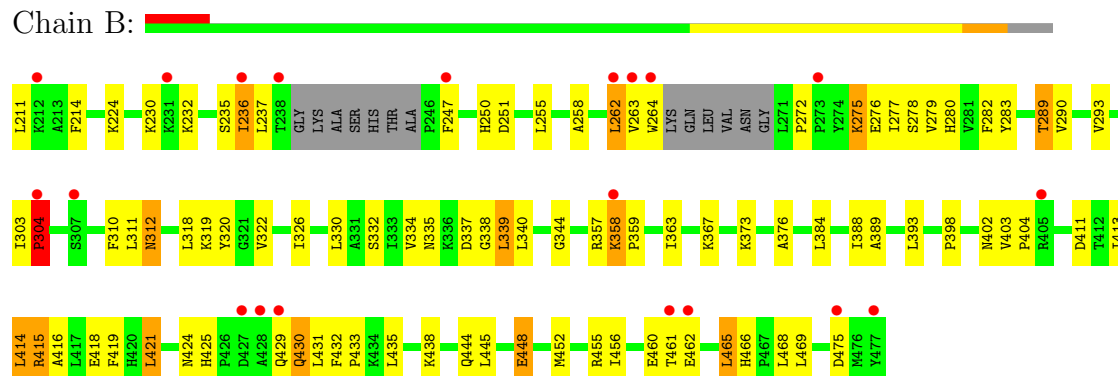 Chain B:
L211 K212 A213 F214 K224 K230 K231 K232 S235 I236 L237 T238 GLY LYS ALA SER HIS THR ALA P246 F247 H250 D251 L255 A258 L262 V263 W264 LYS GLN LEU VAL ASN GLY L271 P272 P273 Y274 K275 E276 I277 S278 V279 H280 V281 F282 Y283 T289 V290 V293
I303 P304 S307 F310 L311 N312 L318 K319 Y320 G321 V322 I326 L330 A331 S332 I333 V334 N335 K336 D337 G338 L339 L340 G344 R357 K358 P359 I363 K367 K373 A376 L384 I388 A389 L393 P398 N402 V403 P404 R405 D411 T412 I413
L414 R415 A416 L417 E418 F419 H420 L421 N424 H425 P426 D427 A428 Q429 Q430 L431 F432 P433 K434 L435 K438 Q444 L445 E448 M452 R455 I456 E460 T461 E462 L465 H466 P467 L468 L469 D475 M476 Y477